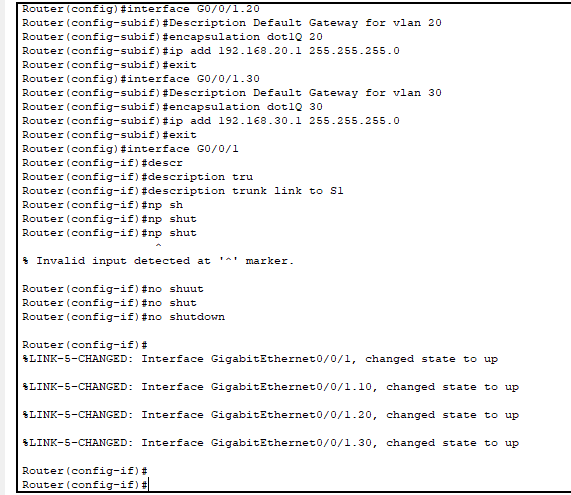 Router(config)#interface G0/0/1.20
Router(config-subif)#Description Default Gateway for vlan 20
Router(config-subif)#encapsulation dot1Q 20
Router(config-subif)#ip add 192.168.20.1 255.255.255.0
Router(config-subif)#exit
Router(config)#interface G0/0/1.30
Router(config-subif)#Description Default Gateway for vlan 30
Router(config-subif)#encapsulation dot1Q 30
Router(config-subif)#ip add 192.168.30.1 255.255.255.0
Router(config-subif)#exit
Router(config)#interface G0/0/1
Router(config-if)#descr
Router(config-if)#description tru
Router(config-if)#description trunk link to S1
Router(config-if)#np sh
Router(config-if)#np shut
Router(config-if)#np shut
^
% Invalid input detected at '^' marker.
Router(config-if)#no shuut
Router(config-if)#no shut
Router(config-if)#no shutdown
Router(config-if)#
%LINK-5-CHANGED: Interface GigabitEthernet0/0/1, changed state to up
%LINK-5-CHANGED: Interface GigabitEthernet0/0/1.10, changed state to up
%LINK-5-CHANGED: Interface GigabitEthernet0/0/1.20, changed state to up
%LINK-5-CHANGED: Interface GigabitEthernet0/0/1.30, changed state to up
Router(config-if)#
Router(config-if)#